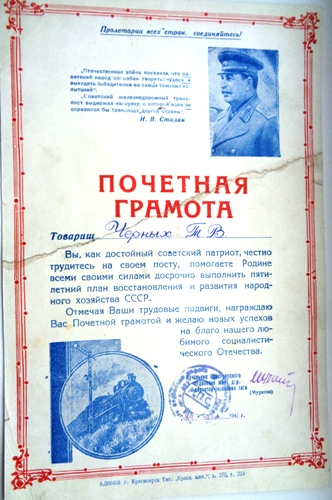 Пролетарии всех стран, соединяйтесь!
„Отечественная война показала, что со-
ветский народ способен творить чудеса и
выходить победителем из самых тяжелых ис-
пытаний".
„Советский железнодорожный транс-
порт выдержал нагрузку, с которой едва ли
справился бы транспорт другой страны".
И. В. Сталин
ПОЧЕТНАЯ
ГРАМОТА
Товарищ Черных Т. В.
Вы, как достойный советский патриот, честно
трудитесь на своем посту, помогаете Родине
всеми своими силами досрочно выполнить пяти-
летний план восстановления и развития народ-
ного хозяйства СССР.
Отмечая Ваши трудовые подвиги, награждаю
Вас Почетной грамотой и желаю новых успехов
на благо нашего лю-
бимого социалисти-
ческого Отечества.
Начальник
тяги
г. Красноярск Тип.